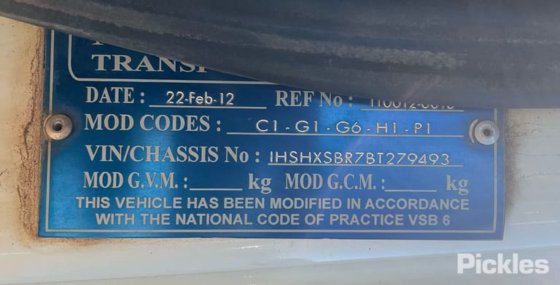 TRANSP
DATE : 22-Feb-12 REF No :
MOD CODES : C1 - G1 - G6 - H1 - P1
VIN/CHASSIS No : 1HSHXSBR7BT279493
MOD G.V.M. : kg MOD G.C.M. : kg
THIS VEHICLE HAS BEEN MODIFIED IN ACCORDANCE
WITH THE NATIONAL CODE OF PRACTICE VSB 6
Pickles